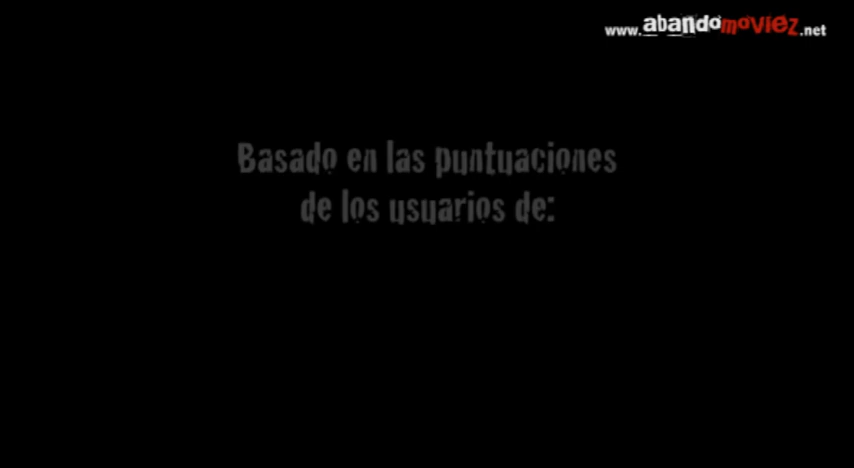 www.abandomoviez.net
Basado en las puntuaciones
de los usuarios de: